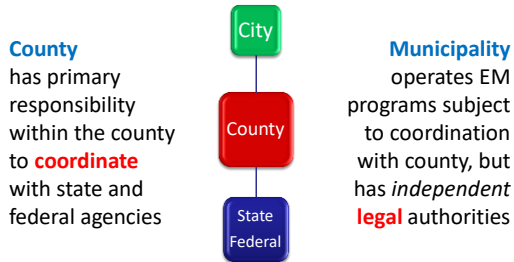 County
has primary
responsibility
within the county
to coordinate
with state and
federal agencies
City
County
State
Federal
Municipality
operates EM
programs subject
to coordination
with county, but
has independent
legal authorities